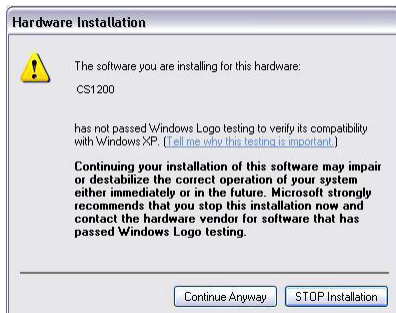 Hardware Installation
The software you are installing for this hardware:
CS1200
has not passed Windows Logo testing to verify its compatibility
with Windows XP. (Tell me why this testing is important.)
Continuing your installation of this software may impair
or destabilize the correct operation of your system
either immediately or in the future. Microsoft strongly
recommends that you stop this installation now and
contact the hardware vendor for software that has
passed Windows Logo testing.
Continue Anyway STOP Installation